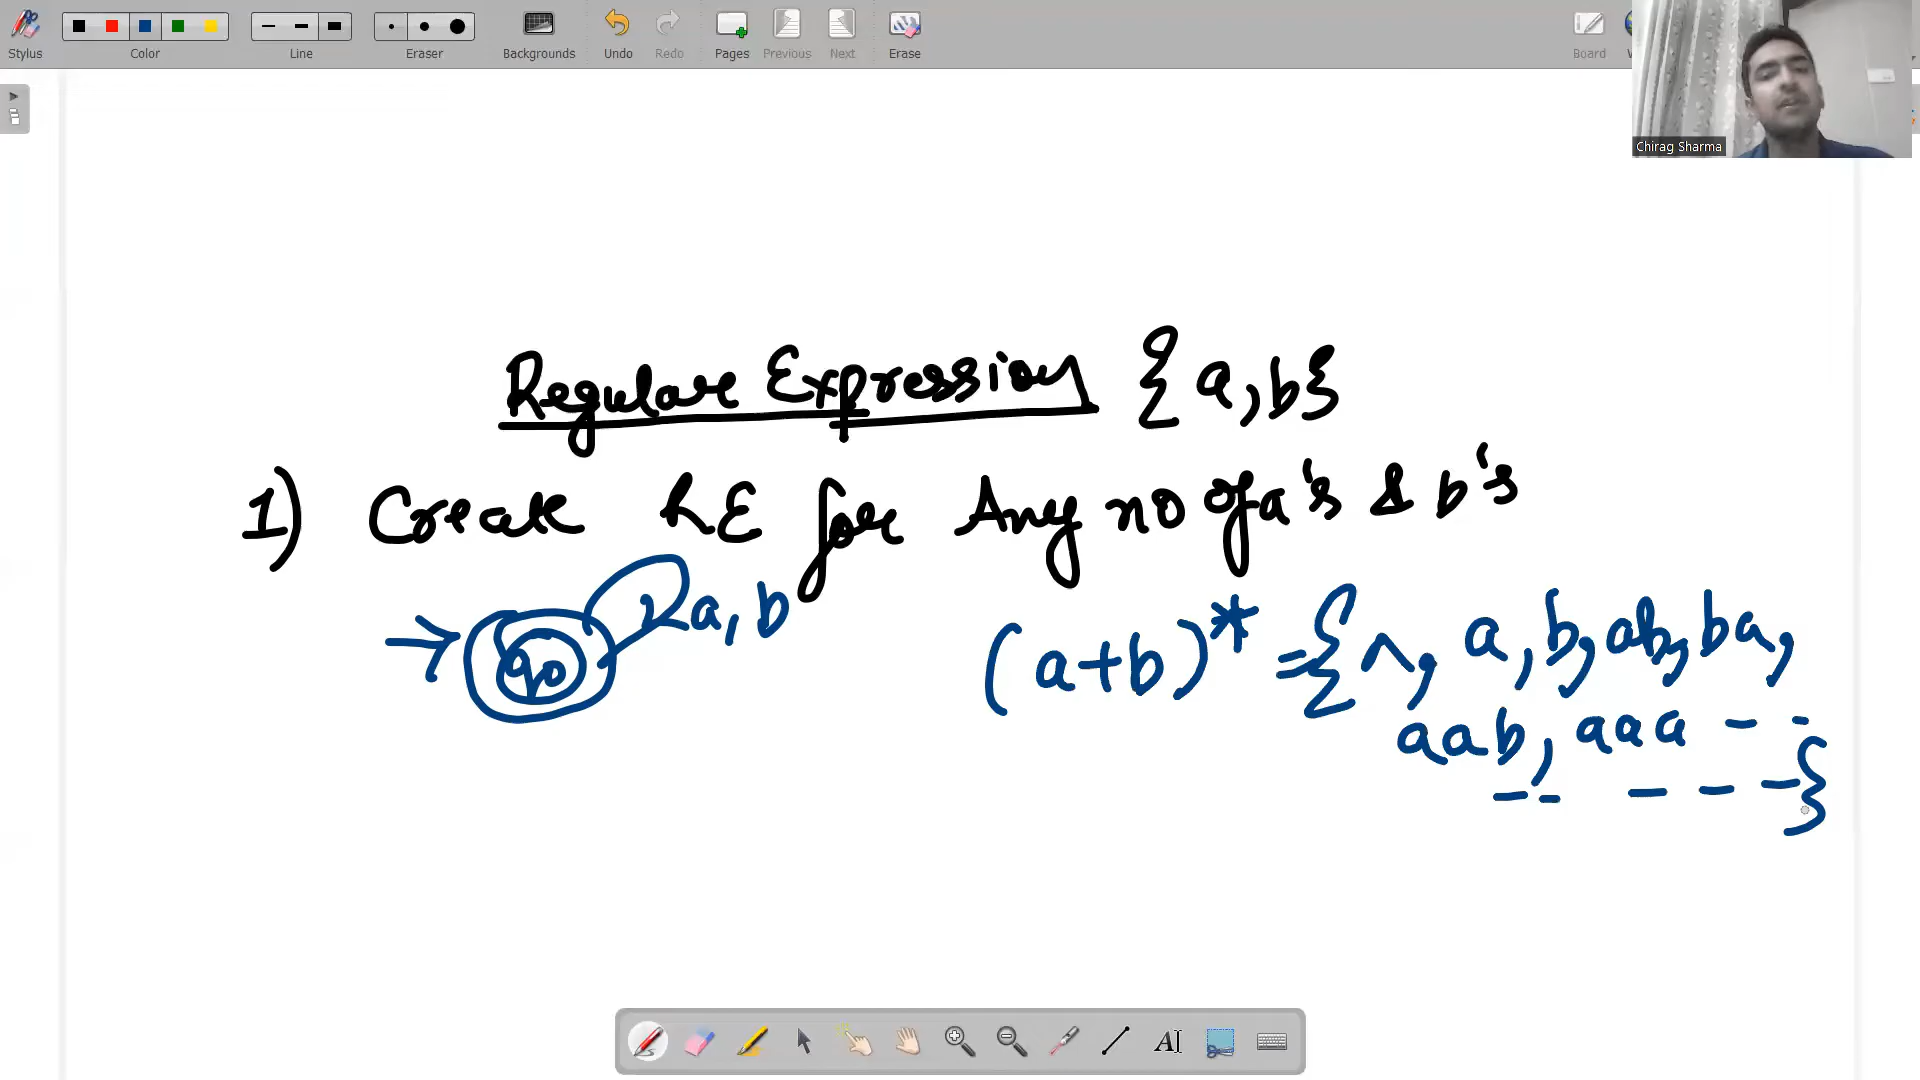 Stylus Color Line Eraser Backgrounds Undo Redo Pages Previous Next Erase Board
Chirag Sharma
Regular Expression {a,b}
1) Create RE for Any no of a's & b's
→ q0 a, b
(a+b)* = {^, a, b, ab, ba,
aab, aaa - -
- - - - -}